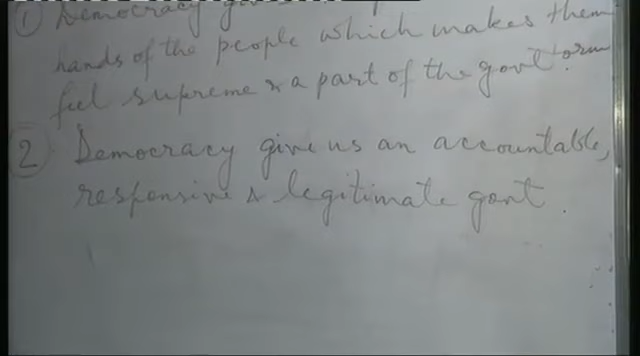 ① Democracy
hands of the people which makes them
feel supreme & a part of the govt
② Democracy give us an accountable,
responsive & legitimate govt.